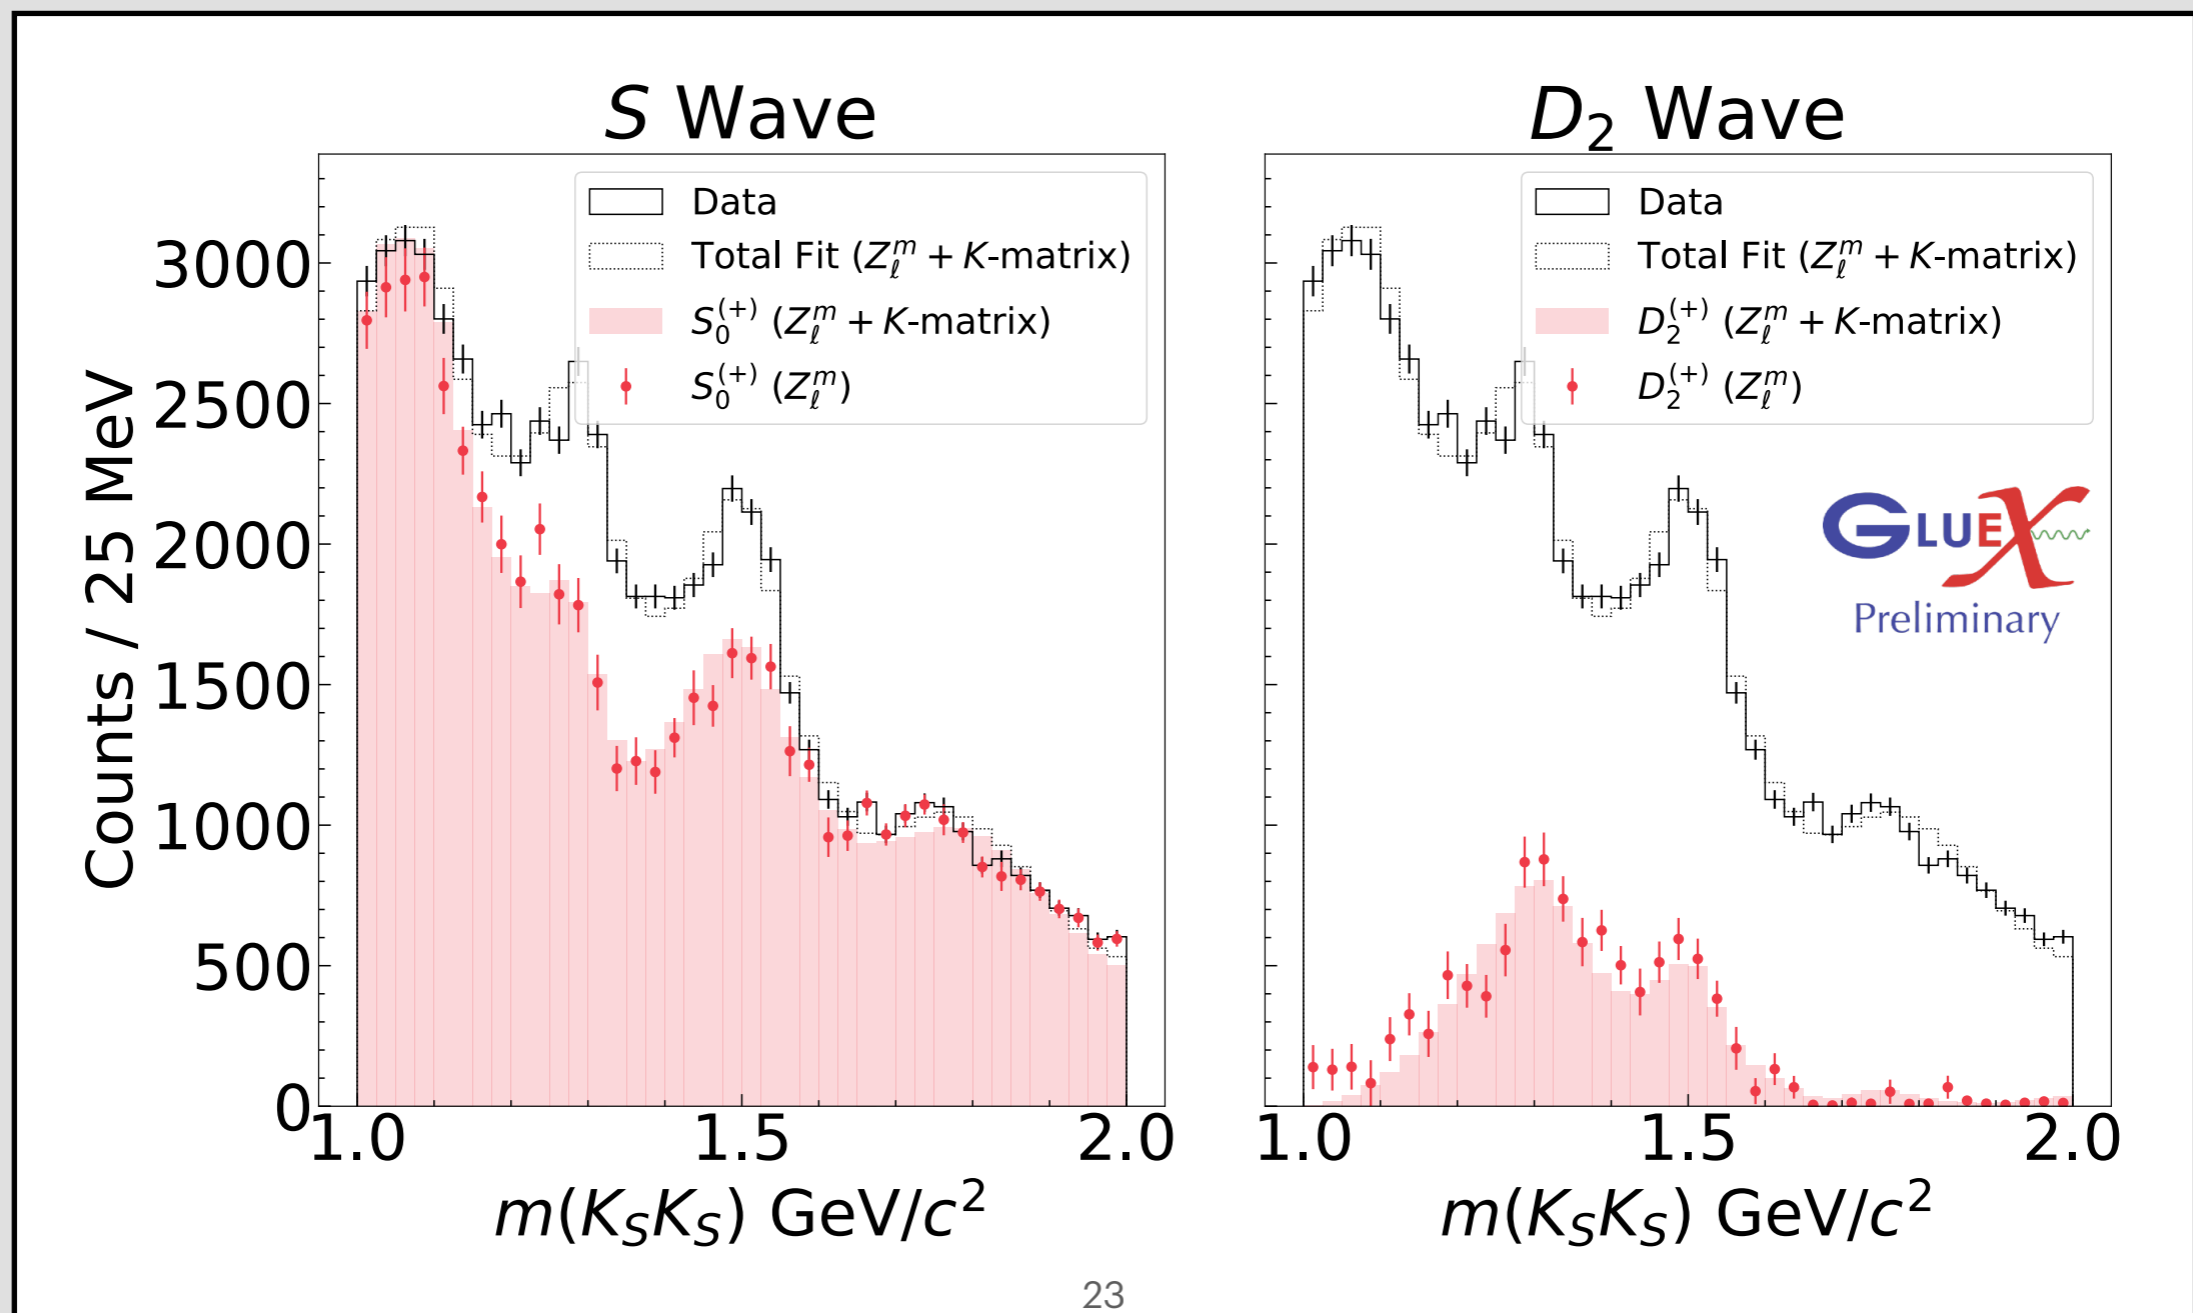 S Wave
Data
Total Fit (Zₗᵐ + K-matrix)
S₀⁽⁺⁾ (Zₗᵐ + K-matrix)
S₀⁽⁺⁾ (Zₗᵐ)
Counts / 25 MeV
3000
2500
2000
1500
1000
500
0
1.0 1.5 2.0
m(K_SK_S) GeV/c²
D₂ Wave
Data
Total Fit (Zₗᵐ + K-matrix)
D₂⁽⁺⁾ (Zₗᵐ + K-matrix)
D₂⁽⁺⁾ (Zₗᵐ)
GLUEX
Preliminary
1.0 1.5 2.0
m(K_SK_S) GeV/c²
23